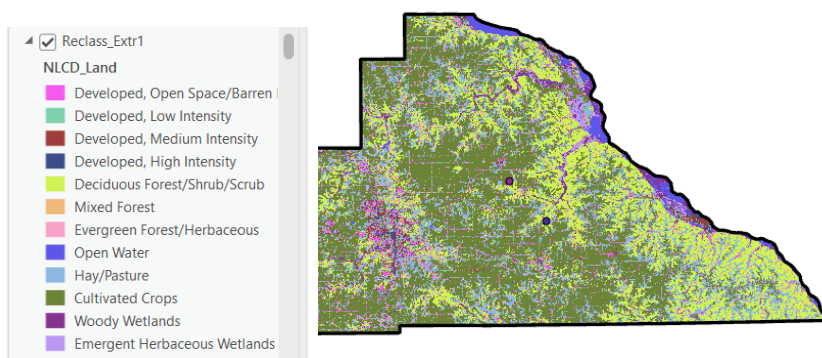 Reclass_Extr1
NLCD_Land
Developed, Open Space/Barren
Developed, Low Intensity
Developed, Medium Intensity
Developed, High Intensity
Deciduous Forest/Shrub/Scrub
Mixed Forest
Evergreen Forest/Herbaceous
Open Water
Hay/Pasture
Cultivated Crops
Woody Wetlands
Emergent Herbaceous Wetlands